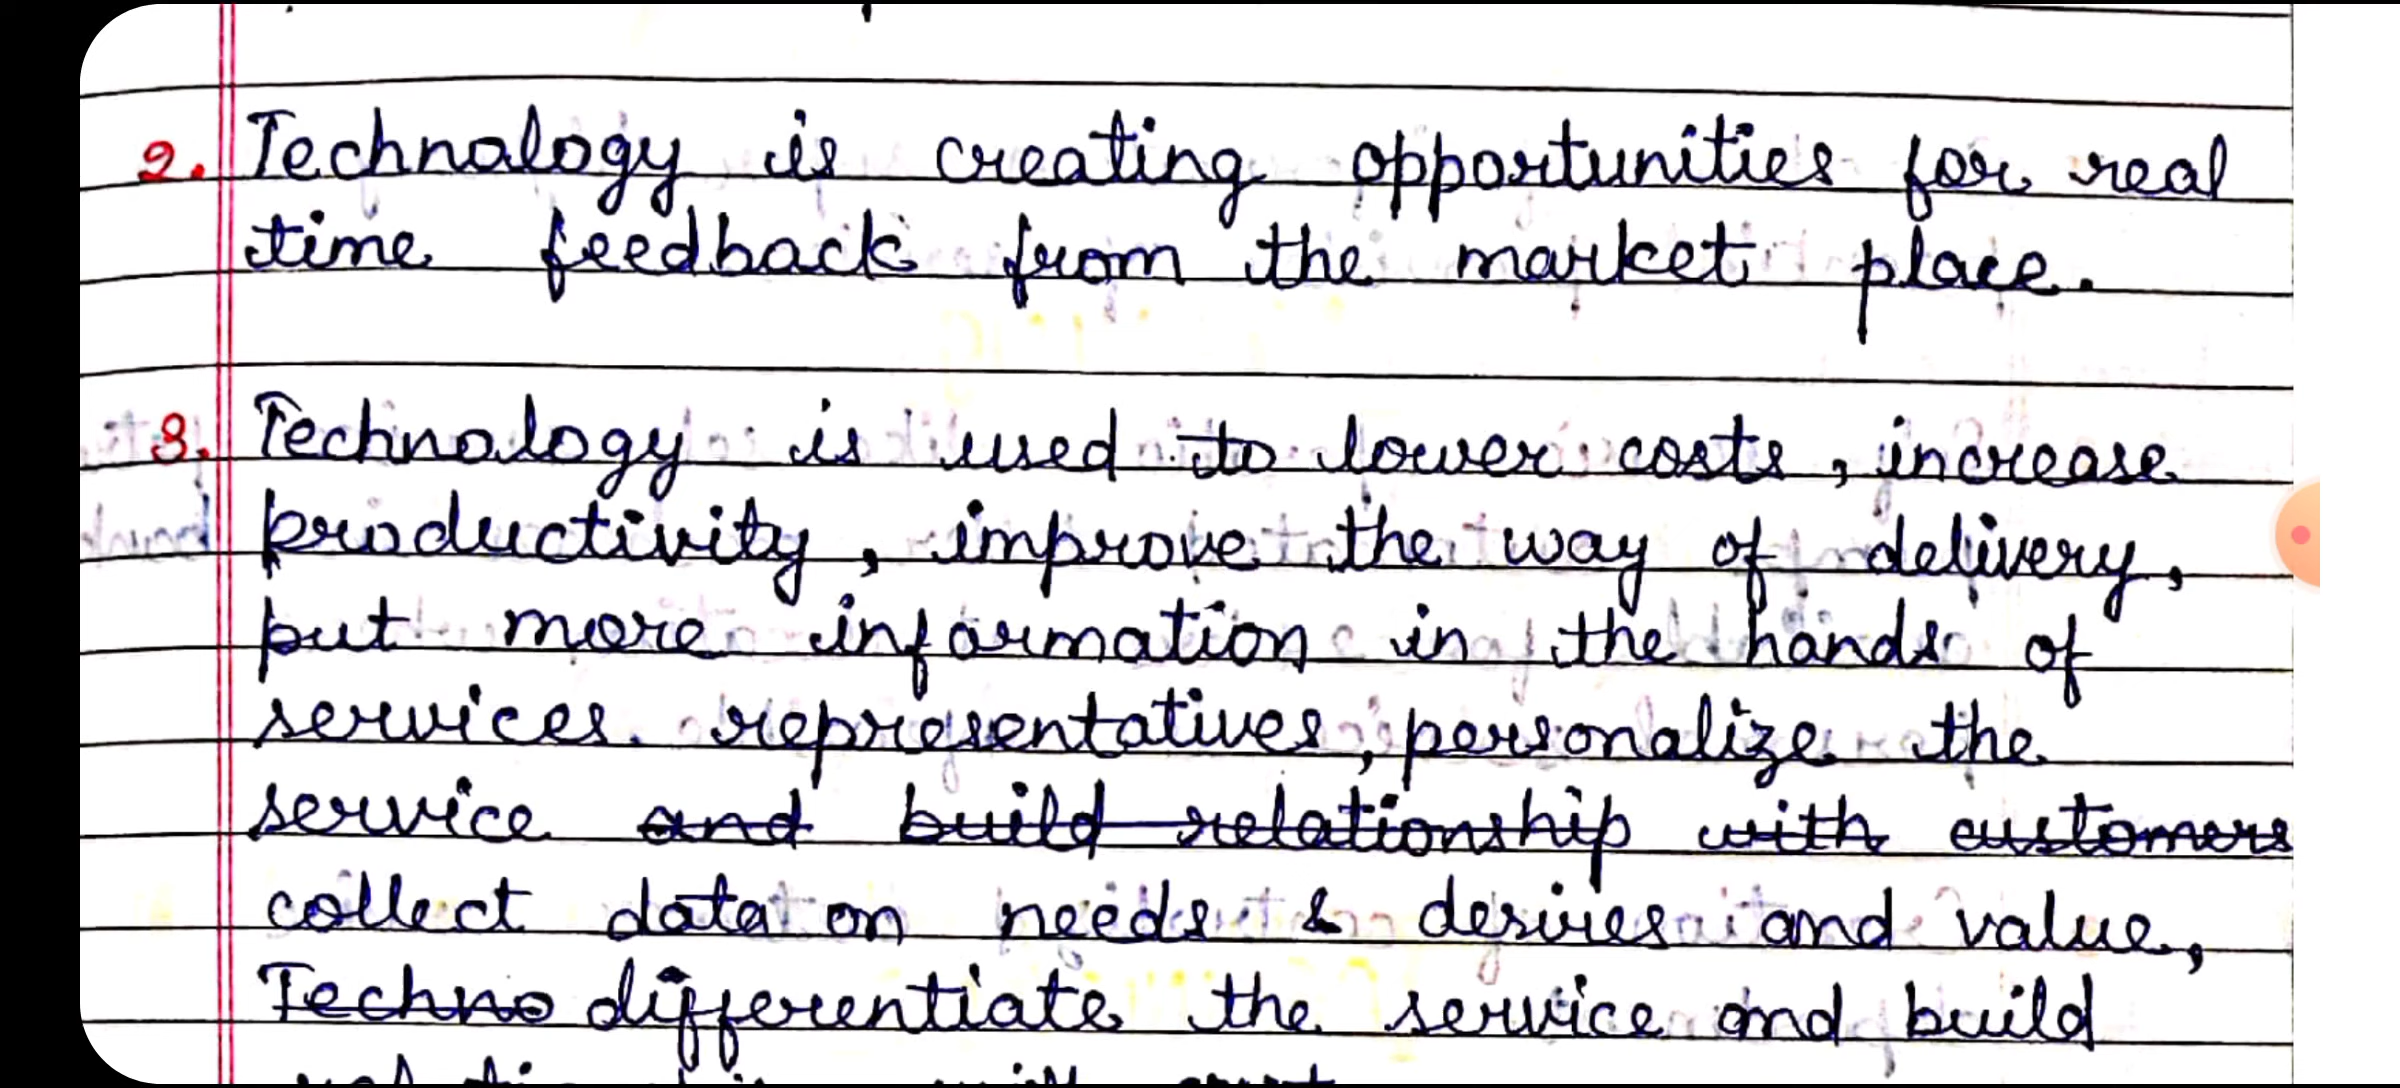 2. Technology is creating opportunities for real
time feedback from the market place.
3. Technology is used to lower costs, increase
productivity, improve the way of delivery,
put more information in the hands of
services representatives, personalize the
service and build relationship with customers
collect data on needs & desires and value,
Techno differentiate the service and build